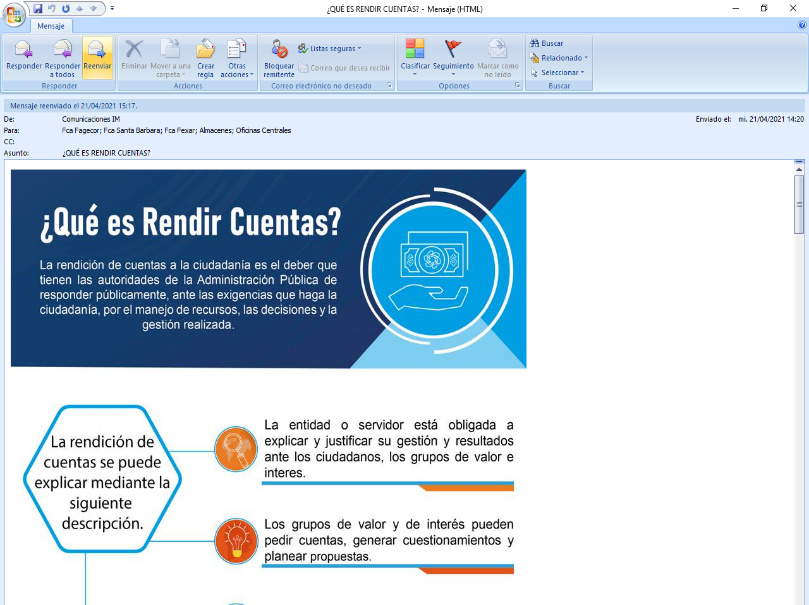 ¿QUÉ ES RENDIR CUENTAS? - Mensaje (HTML)
Mensaje
Responder
Responder a todos
Reenviar
Responder
Eliminar
Mover a una carpeta
Crear regla
Otras acciones
Acciones
Bloquear remitente
Listas seguras
Correo que desea recibir
Correo electrónico no deseado
Clasificar
Seguimiento
Marcar como no leído
Opciones
Buscar
Relacionado
Seleccionar
Buscar
Mensaje reenviado el 21/04/2021 15:17.
De: Comunicaciones IM
Enviado el: mi. 21/04/2021 14:20
Para: Fca Fagecor; Fca Santa Barbara; Fca Fexar; Almacenes; Oficinas Centrales
CC:
Asunto: ¿QUÉ ES RENDIR CUENTAS?
¿Qué es Rendir Cuentas?
La rendición de cuentas a la ciudadanía es el deber que
tienen las autoridades de la Administración Pública de
responder públicamente, ante las exigencias que haga la
ciudadanía, por el manejo de recursos, las decisiones y la
gestión realizada.
La rendición de
cuentas se puede
explicar mediante la
siguiente
descripción.
La entidad o servidor está obligada a
explicar y justificar su gestión y resultados
ante los ciudadanos, los grupos de valor e
interes.
Los grupos de valor y de interés pueden
pedir cuentas, generar cuestionamientos y
planear propuestas.